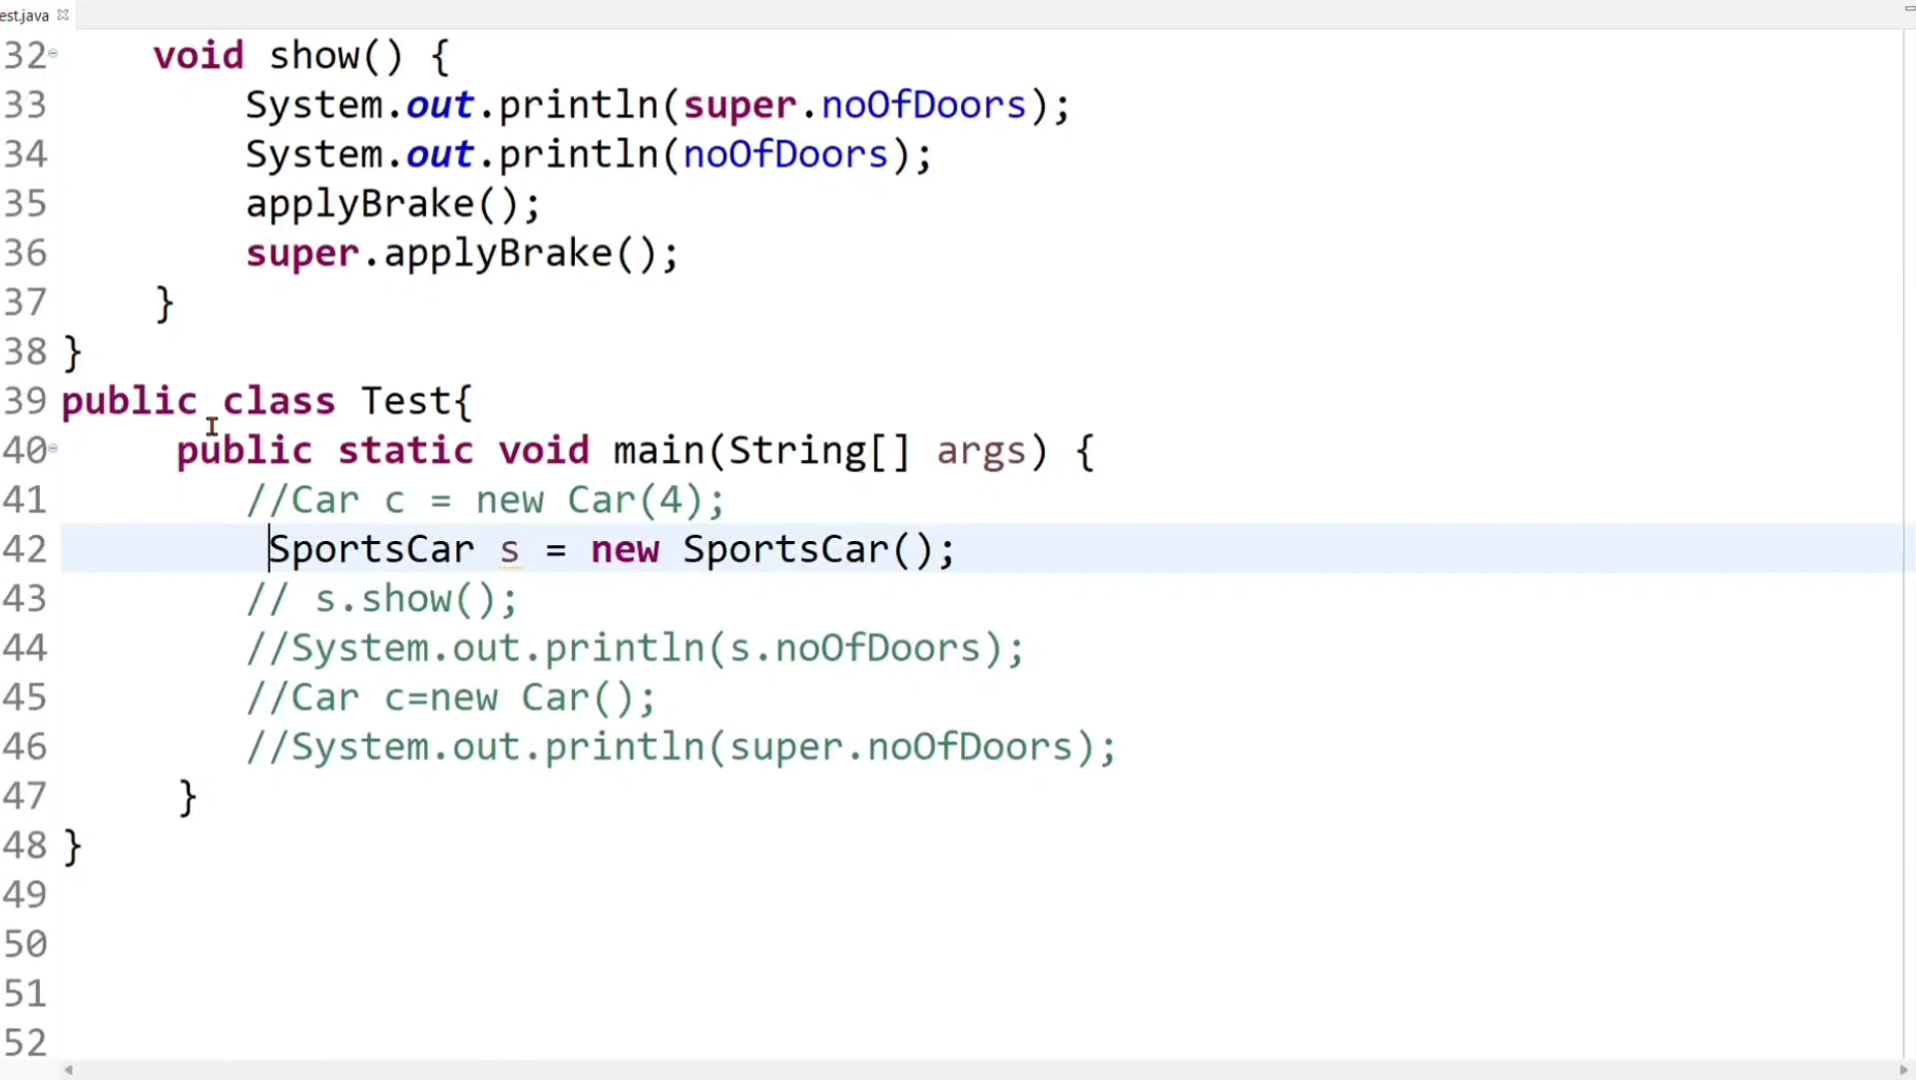 est.java
32 void show() {
33 System.out.println(super.noOfDoors);
34 System.out.println(noOfDoors);
35 applyBrake();
36 super.applyBrake();
37 }
38 }
39 public class Test{
40 public static void main(String[] args) {
41 //Car c = new Car(4);
42 SportsCar s = new SportsCar();
43 // s.show();
44 //System.out.println(s.noOfDoors);
45 //Car c=new Car();
46 //System.out.println(super.noOfDoors);
47 }
48 }
49
50
51
52